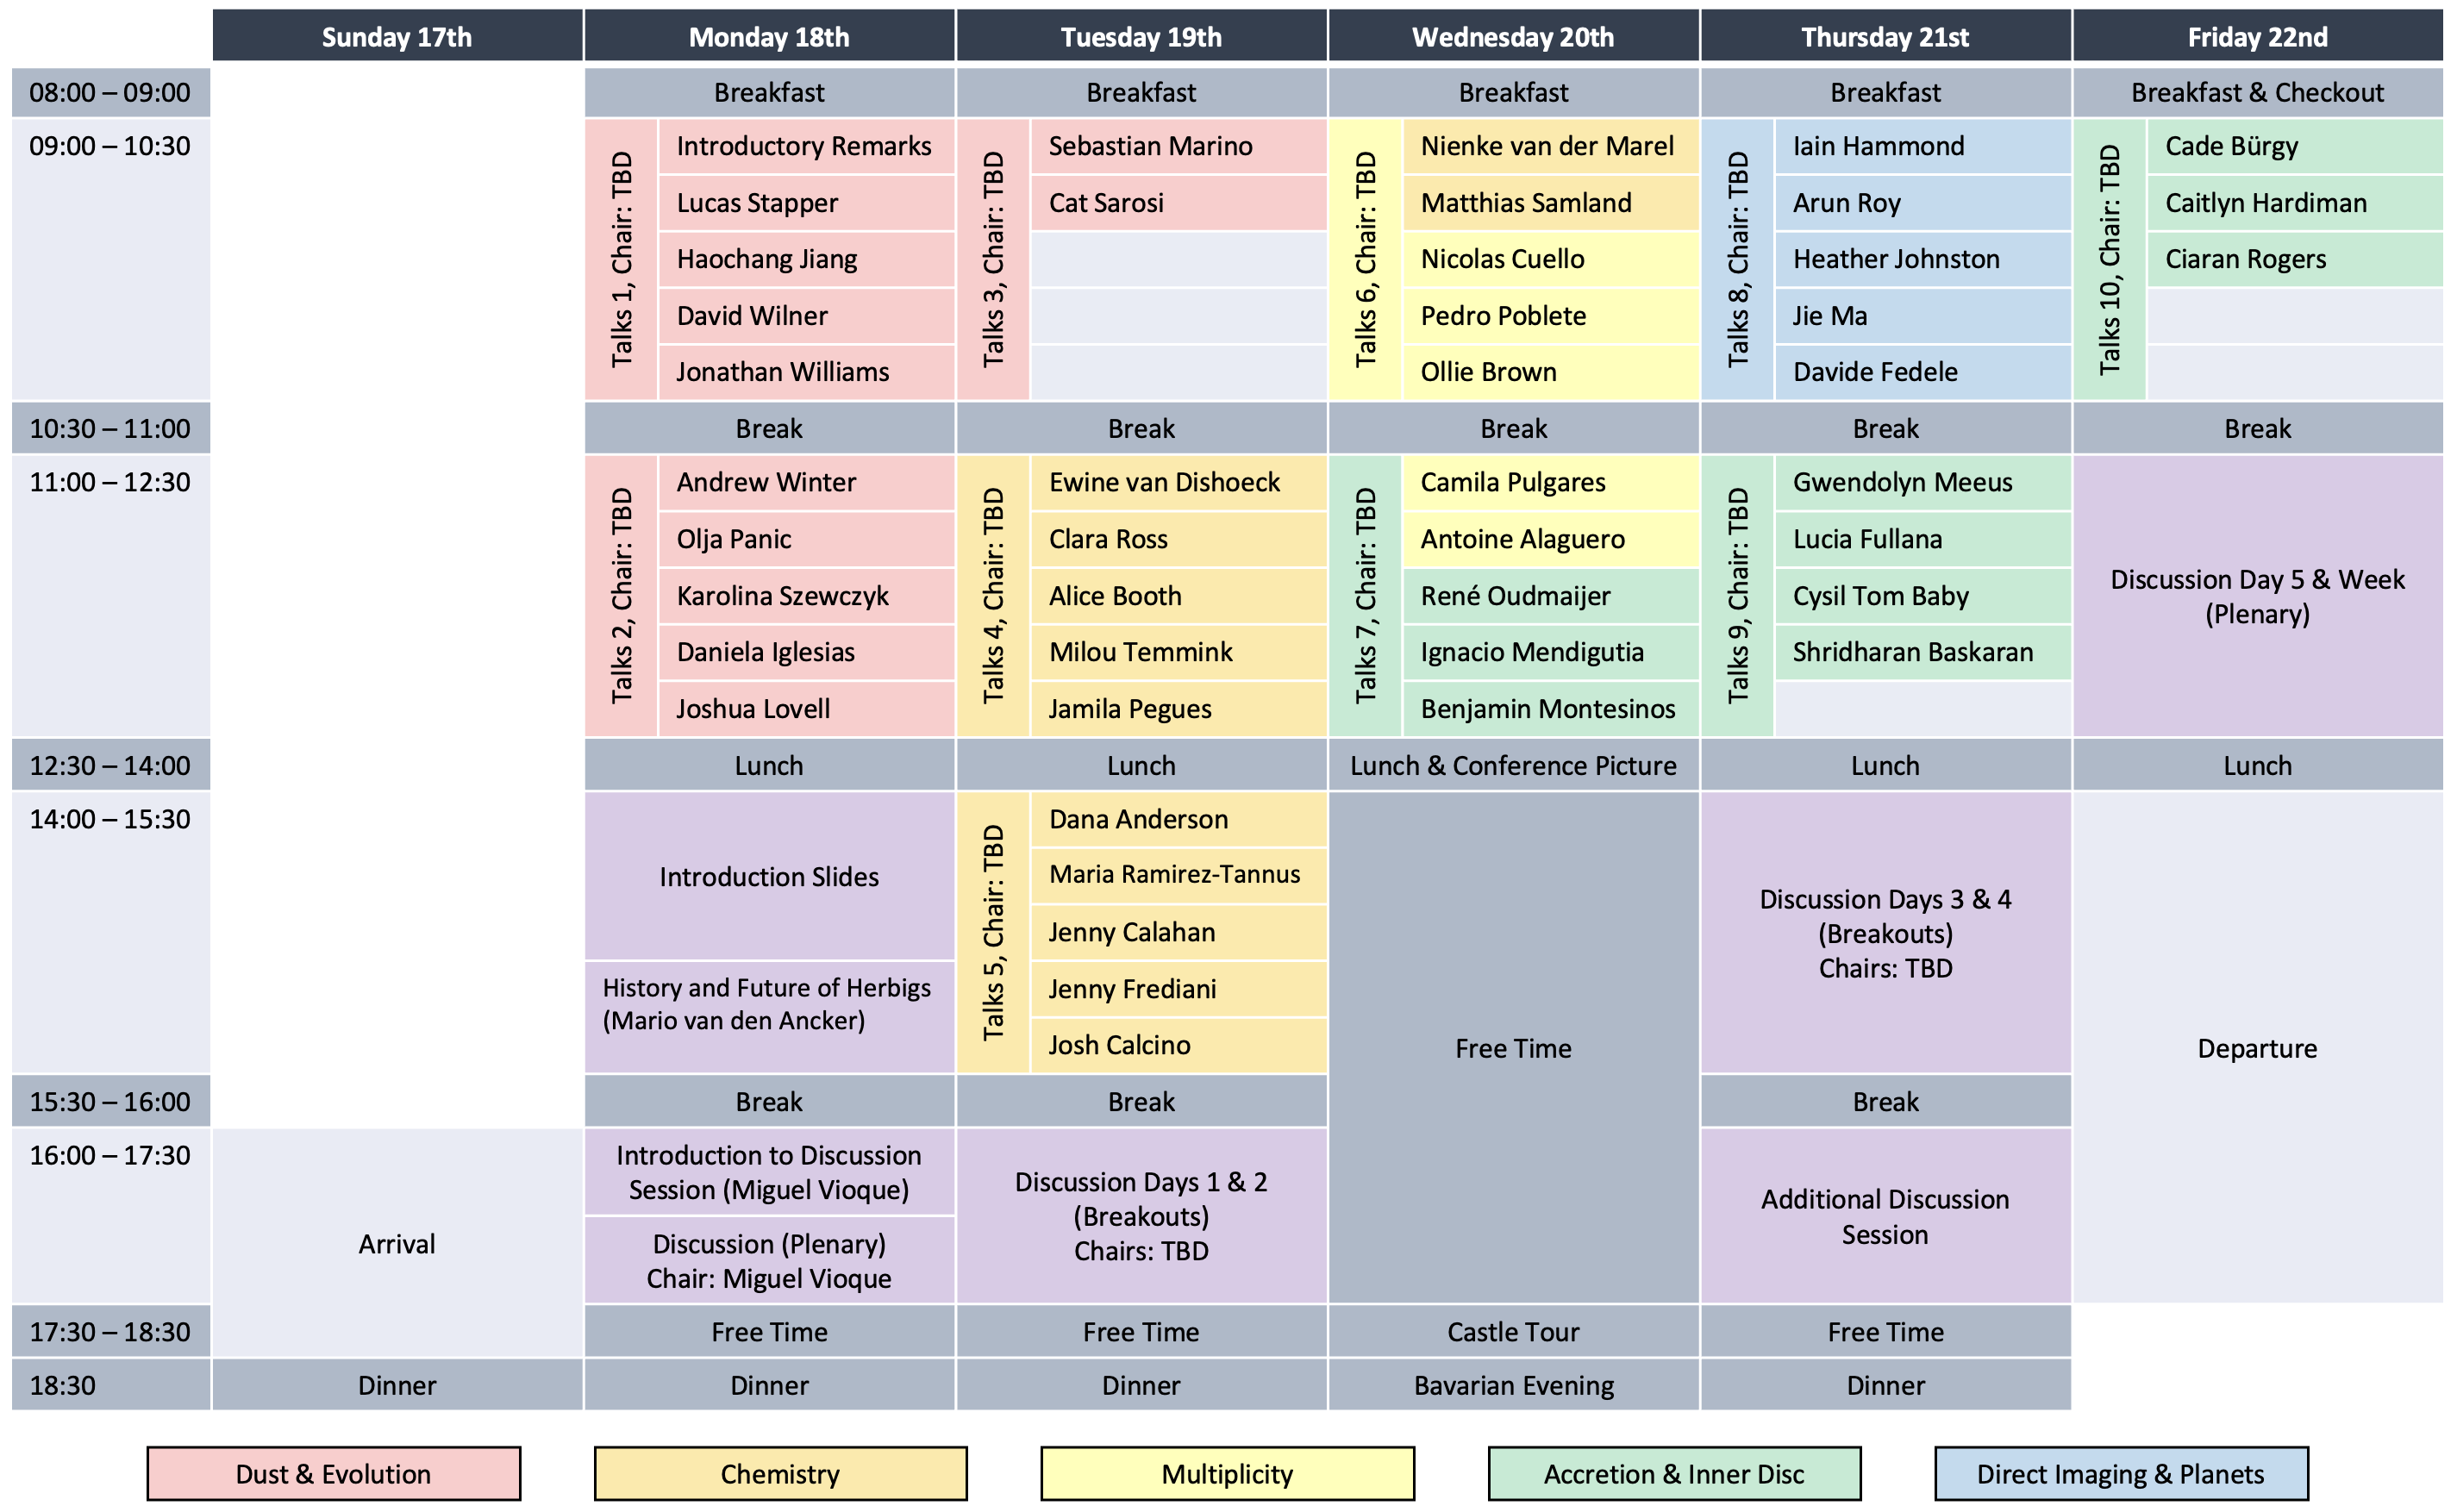 Sunday 17th Monday 18th Tuesday 19th Wednesday 20th Thursday 21st Friday 22nd
08:00 – 09:00 Breakfast Breakfast Breakfast Breakfast Breakfast & Checkout
09:00 – 10:30
Talks 1, Chair: TBD
Introductory Remarks
Lucas Stapper
Haochang Jiang
David Wilner
Jonathan Williams
Talks 3, Chair: TBD
Sebastian Marino
Cat Sarosi
Talks 6, Chair: TBD
Nienke van der Marel
Matthias Samland
Nicolas Cuello
Pedro Poblete
Ollie Brown
Talks 8, Chair: TBD
Iain Hammond
Arun Roy
Heather Johnston
Jie Ma
Davide Fedele
Talks 10, Chair: TBD
Cade Bürgy
Caitlyn Hardiman
Ciaran Rogers
10:30 – 11:00 Break Break Break Break Break
11:00 – 12:30
Talks 2, Chair: TBD
Andrew Winter
Olja Panic
Karolina Szewczyk
Daniela Iglesias
Joshua Lovell
Talks 4, Chair: TBD
Ewine van Dishoeck
Clara Ross
Alice Booth
Milou Temmink
Jamila Pegues
Talks 7, Chair: TBD
Camila Pulgares
Antoine Alaguero
René Oudmaijer
Ignacio Mendigutia
Benjamin Montesinos
Talks 9, Chair: TBD
Gwendolyn Meeus
Lucia Fullana
Cysil Tom Baby
Shridharan Baskaran
Discussion Day 5 & Week
(Plenary)
12:30 – 14:00 Lunch Lunch Lunch & Conference Picture Lunch Lunch
14:00 – 15:30
Introduction Slides
History and Future of Herbigs
(Mario van den Ancker)
Talks 5, Chair: TBD
Dana Anderson
Maria Ramirez-Tannus
Jenny Calahan
Jenny Frediani
Josh Calcino
Free Time
Discussion Days 3 & 4
(Breakouts)
Chairs: TBD
Departure
15:30 – 16:00 Break Break Break
16:00 – 17:30
Arrival
Introduction to Discussion
Session (Miguel Vioque)
Discussion (Plenary)
Chair: Miguel Vioque
Discussion Days 1 & 2
(Breakouts)
Chairs: TBD
Additional Discussion
Session
17:30 – 18:30 Free Time Free Time Castle Tour Free Time
18:30 Dinner Dinner Dinner Bavarian Evening Dinner
Dust & Evolution Chemistry Multiplicity Accretion & Inner Disc Direct Imaging & Planets